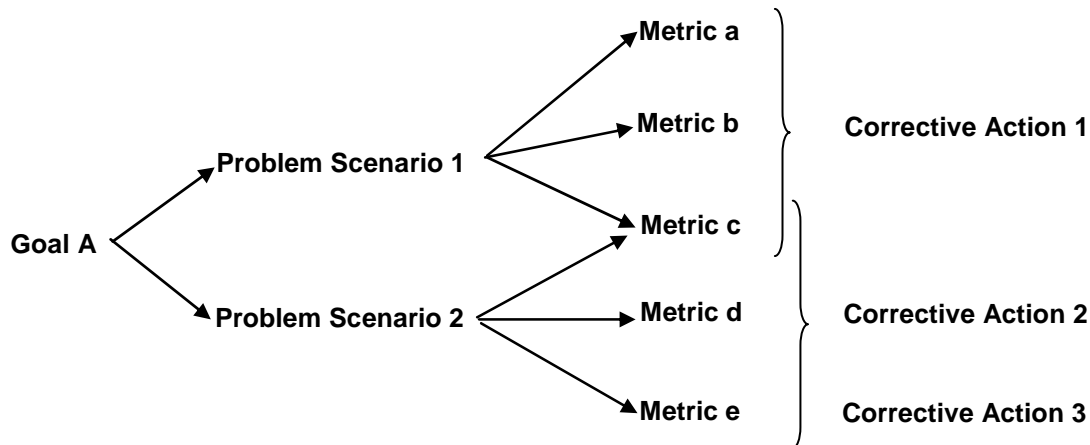 Metric a
Metric b
Corrective Action 1
Problem Scenario 1
Metric c
Goal A
Problem Scenario 2
Metric d
Corrective Action 2
Metric e
Corrective Action 3